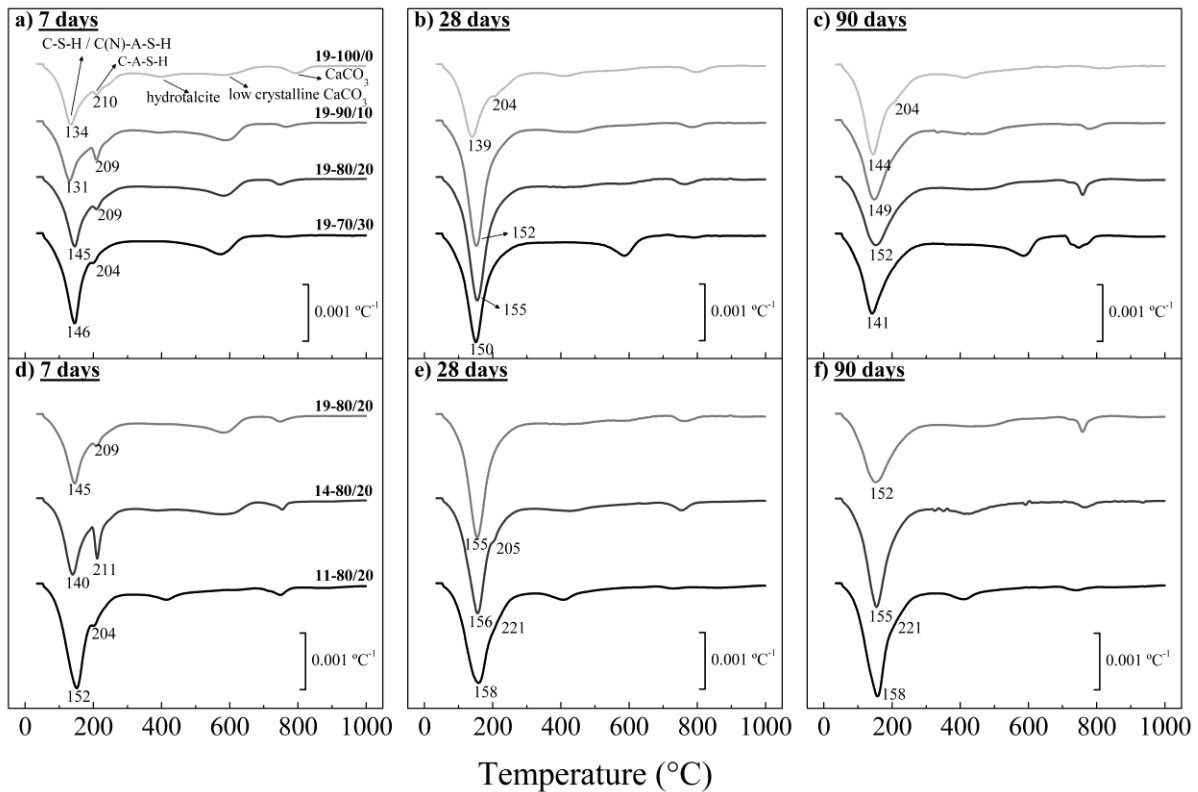 a) 7 days
C-S-H / C(N)-A-S-H
19-100/0
C-A-S-H
CaCO3
hydrotalcite
low crystalline CaCO3
210
134
19-90/10
209
131
19-80/20
209
145
19-70/30
204
146
0.001 ºC-1
b) 28 days
204
139
152
155
150
0.001 ºC-1
c) 90 days
204
144
149
152
141
0.001 ºC-1
d) 7 days
19-80/20
209
145
14-80/20
211
140
11-80/20
204
152
0.001 ºC-1
0 200 400 600 800 1000
e) 28 days
155
205
156
221
158
0.001 ºC-1
0 200 400 600 800 1000
f) 90 days
152
155
221
158
0.001 ºC-1
0 200 400 600 800 1000
Temperature (°C)